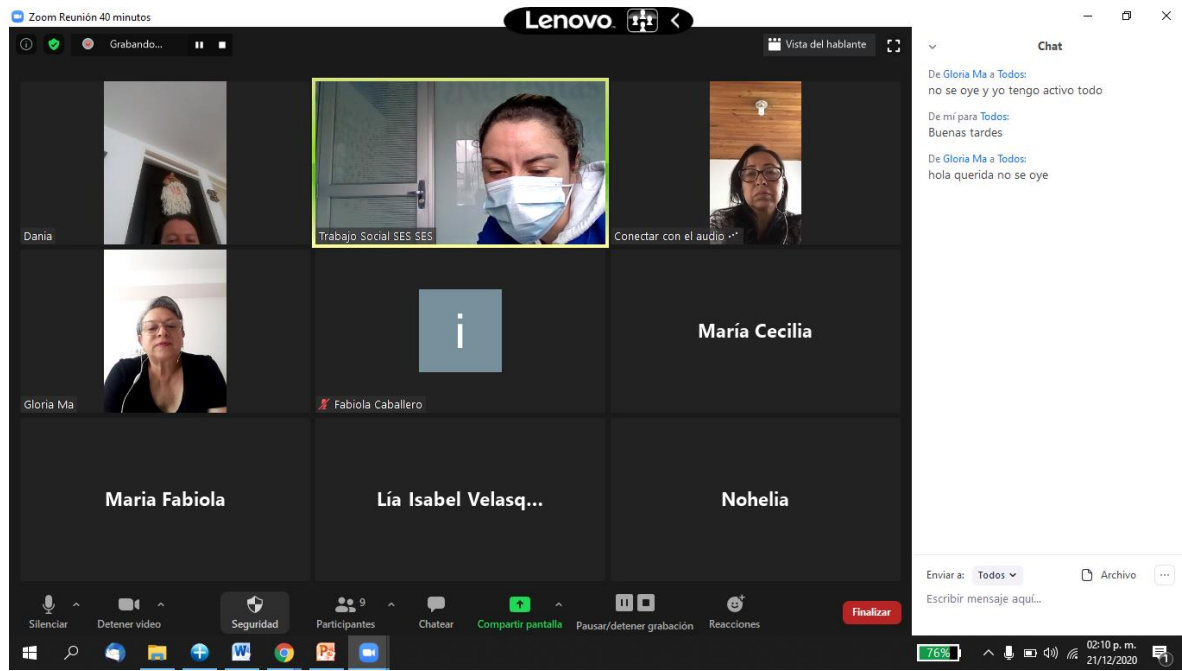 Zoom Reunión 40 minutos
Lenovo.
Grabando...
Vista del hablante
Dania
Trabajo Social SES SES
Conectar con el audio
Gloria Ma
i
Fabiola Caballero
María Cecilia
Maria Fabiola
Lía Isabel Velasq...
Nohelia
Silenciar
Detener video
Seguridad
Participantes
9
Chatear
Compartir pantalla
Pausar/detener grabación
Reacciones
Finalizar
Chat
De Gloria Ma a Todos:
no se oye y yo tengo activo todo
De mí para Todos:
Buenas tardes
De Gloria Ma a Todos:
hola querida no se oye
Enviar a: Todos
Archivo
Escribir mensaje aquí...
76%
02:10 p. m.
21/12/2020